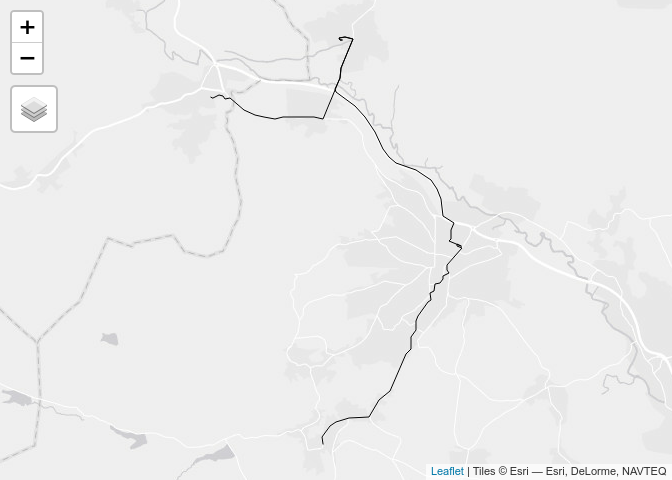 +
−
Leaflet | Tiles © Esri — Esri, DeLorme, NAVTEQ